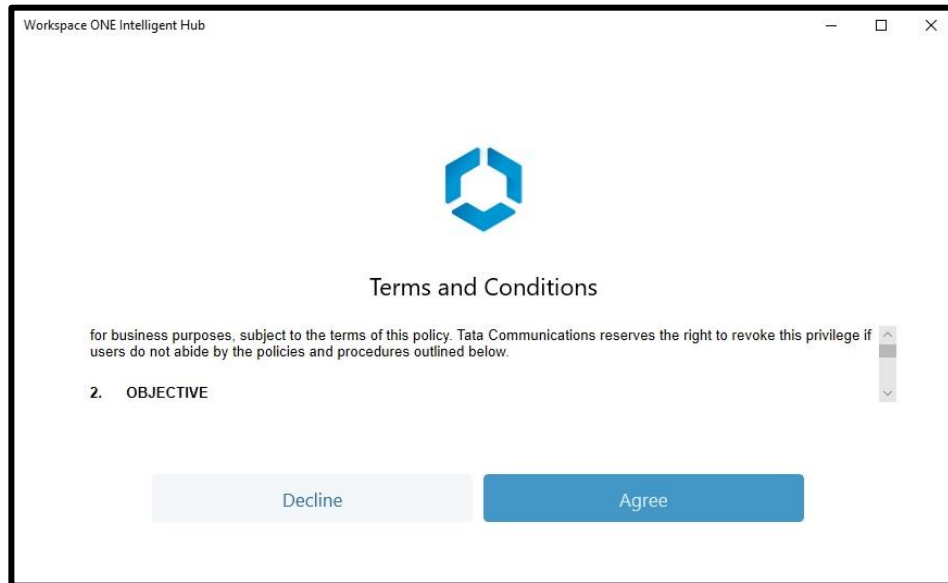 Workspace ONE Intelligent Hub
Terms and Conditions
for business purposes, subject to the terms of this policy. Tata Communications reserves the right to revoke this privilege if
users do not abide by the policies and procedures outlined below.
2. OBJECTIVE
Decline
Agree